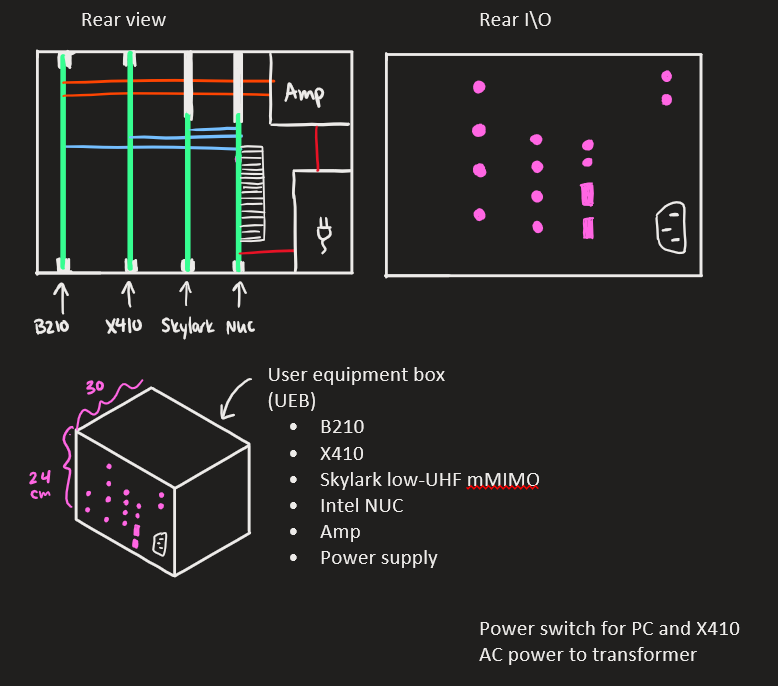 Rear view
Rear I\O
Amp
B210
X410
Skylark
NUC
User equipment box
(UEB)
• B210
• X410
• Skylark low-UHF mMIMO
• Intel NUC
• Amp
• Power supply
30
24
cm
Power switch for PC and X410
AC power to transformer